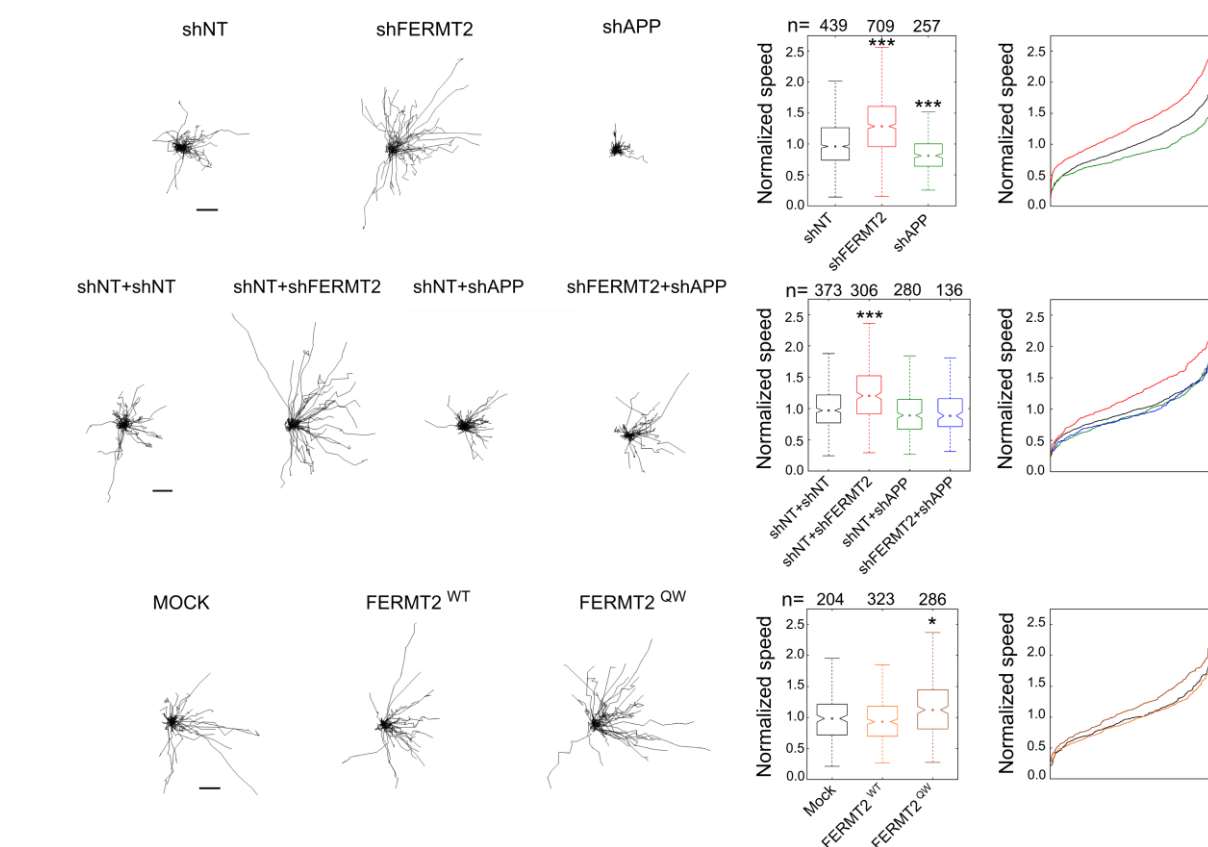 shNT shFERMT2 shAPP
n= 439 709 257
*** ***
Normalized speed
2.5
2.0
1.5
1.0
0.5
0.0
shNT
shFERMT2
shAPP
Normalized speed
2.5
2.0
1.5
1.0
0.5
0.0
shNT+shNT shNT+shFERMT2 shNT+shAPP shFERMT2+shAPP
n= 373 306 280 136
***
Normalized speed
2.5
2.0
1.5
1.0
0.5
0.0
shNT+shNT
shNT+shFERMT2
shNT+shAPP
shFERMT2+shAPP
Normalized speed
2.5
2.0
1.5
1.0
0.5
0.0
MOCK FERMT2 WT FERMT2 QW
n= 204 323 286
*
Normalized speed
2.5
2.0
1.5
1.0
0.5
0.0
Mock
FERMT2 WT
FERMT2 QW
Normalized speed
2.5
2.0
1.5
1.0
0.5
0.0